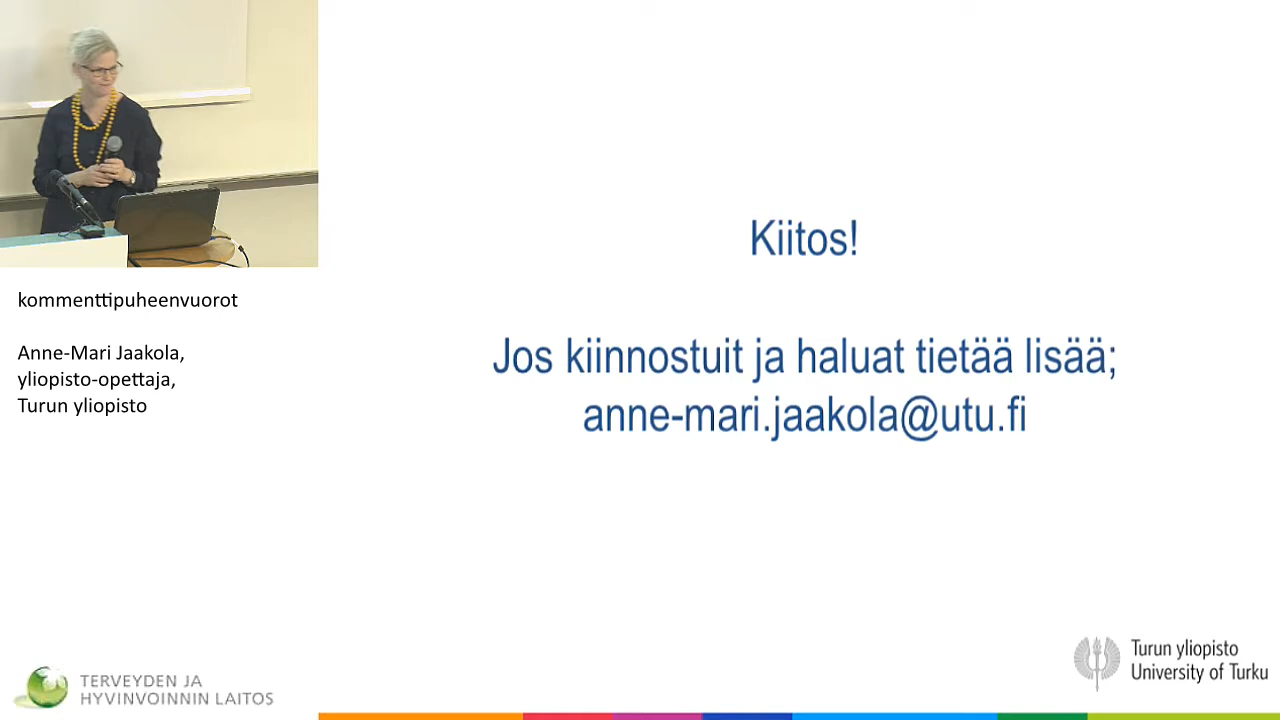 kommenttipuheenvuorot
Anne-Mari Jaakola,
yliopisto-opettaja,
Turun yliopisto
Kiitos!
Jos kiinnostuit ja haluat tietää lisää;
anne-mari.jaakola@utu.fi
TERVEYDEN JA
HYVINVOINNIN LAITOS
Turun yliopisto
University of Turku